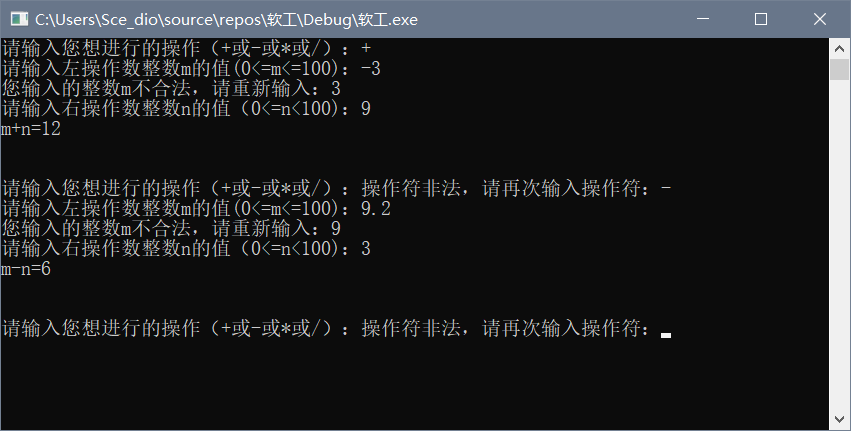 C:\Users\Sce_dio\source\repos\软工\Debug\软工.exe
请输入您想进行的操作（+或-或*或/）：+
请输入左操作数整数m的值(0<=m<=100)：-3
您输入的整数m不合法，请重新输入：3
请输入右操作数整数n的值（0<=n<100)：9
m+n=12
请输入您想进行的操作（+或-或*或/）：操作符非法，请再次输入操作符：-
请输入左操作数整数m的值(0<=m<=100)：9.2
您输入的整数m不合法，请重新输入：9
请输入右操作数整数n的值（0<=n<100)：3
m-n=6
请输入您想进行的操作（+或-或*或/）：操作符非法，请再次输入操作符：